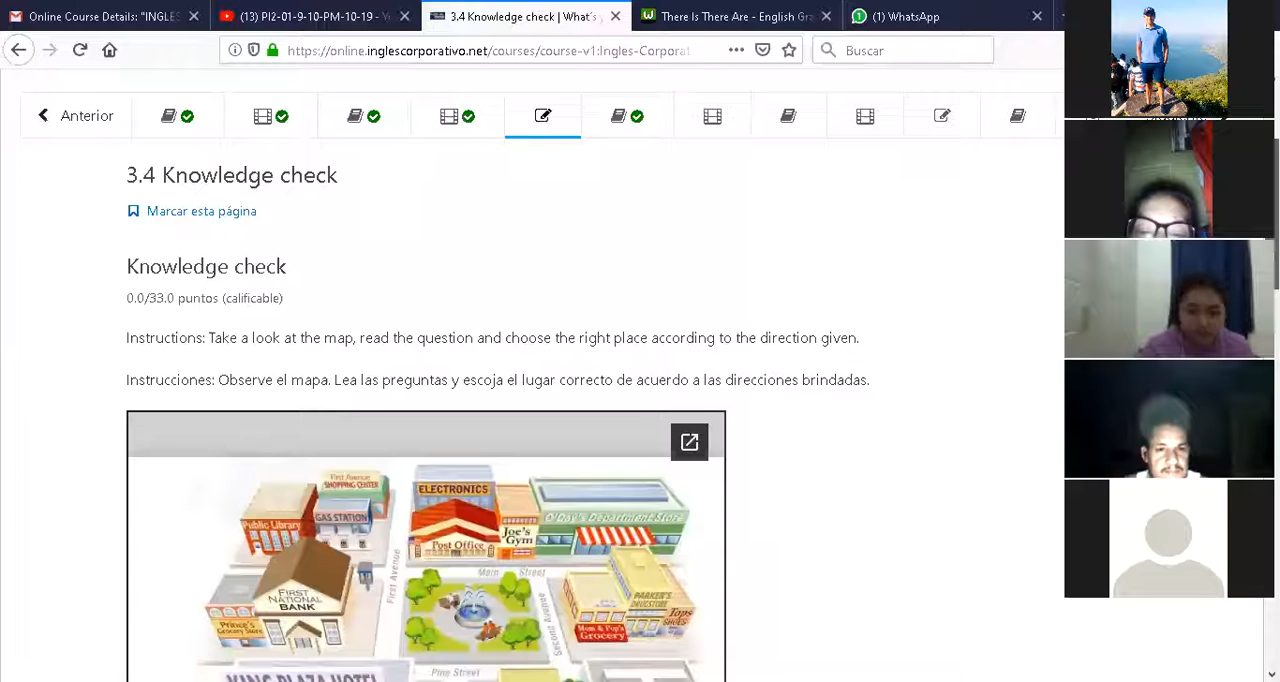 Online Course Details: "INGLES
(13) PI2-01-9-10-PM-10-19 - Y
3.4 Knowledge check | What's y
There Is There Are - English Gra
(1) WhatsApp
https://online.inglescorporativo.net/courses/course-v1:Ingles-Corporat
Buscar
Anterior
3.4 Knowledge check
Marcar esta página
Knowledge check
0.0/33.0 puntos (calificable)
Instructions: Take a look at the map, read the question and choose the right place according to the direction given.
Instrucciones: Observe el mapa. Lea las preguntas y escoja el lugar correcto de acuerdo a las direcciones brindadas.
First Avenue
SHOPPING CENTER
ELECTRONICS
Public Library
GAS STATION
Post Office
Joe's
Gym
O'Day's Department Store
Main Street
First Avenue
Second Avenue
FIRST
NATIONAL
BANK
Prince's
Grocery Store
PARKER'S
DRUGSTORE
Tops
SHOES
Mom & Pop's
Grocery
Pine Street
KING PLAZA HOTEL